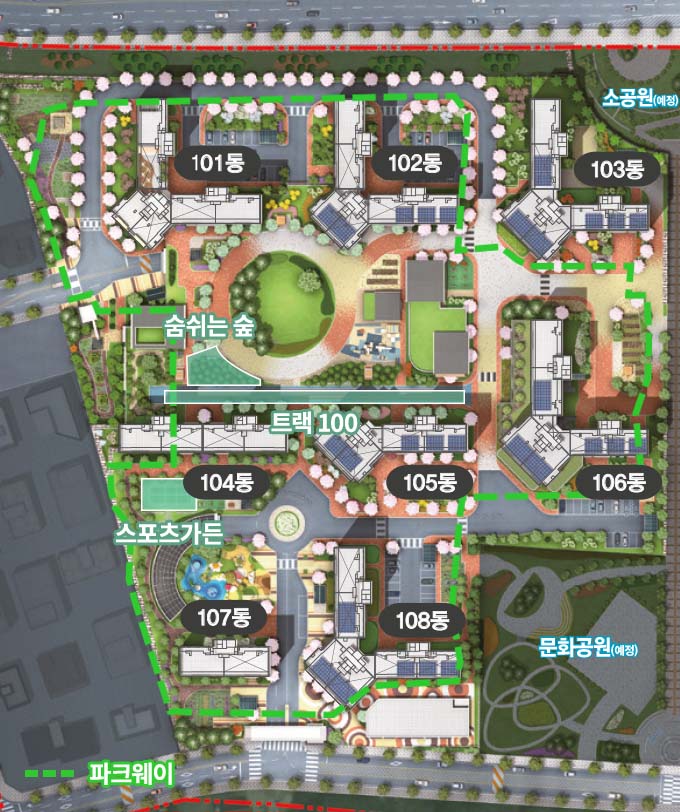 소공원(예정)
101동
102동
103동
숨쉬는 숲
트랙 100
104동
105동
106동
스포츠가든
107동
108동
문화공원(예정)
파크웨이